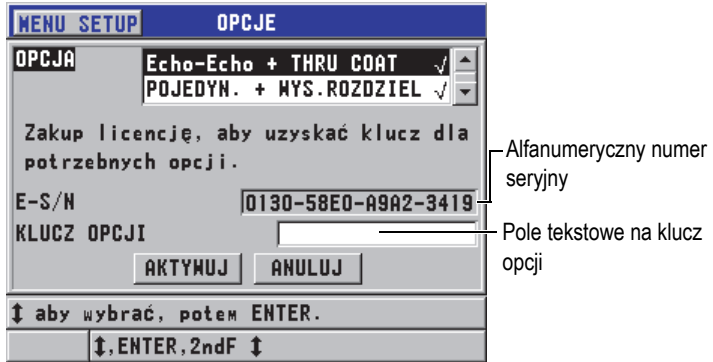 MENU SETUP OPCJE
OPCJA
Echo-Echo + THRU COAT √
POJEDYN. + WYS.ROZDZIEL √
Zakup licencję, aby uzyskać klucz dla
potrzebnych opcji.
E-S/N 0130-58E0-A9A2-3419
KLUCZ OPCJI
AKTYWUJ ANULUJ
↕ aby wybrać, potem ENTER.
↕,ENTER,2ndF ↕
Alfanumeryczny numer
seryjny
Pole tekstowe na klucz
opcji